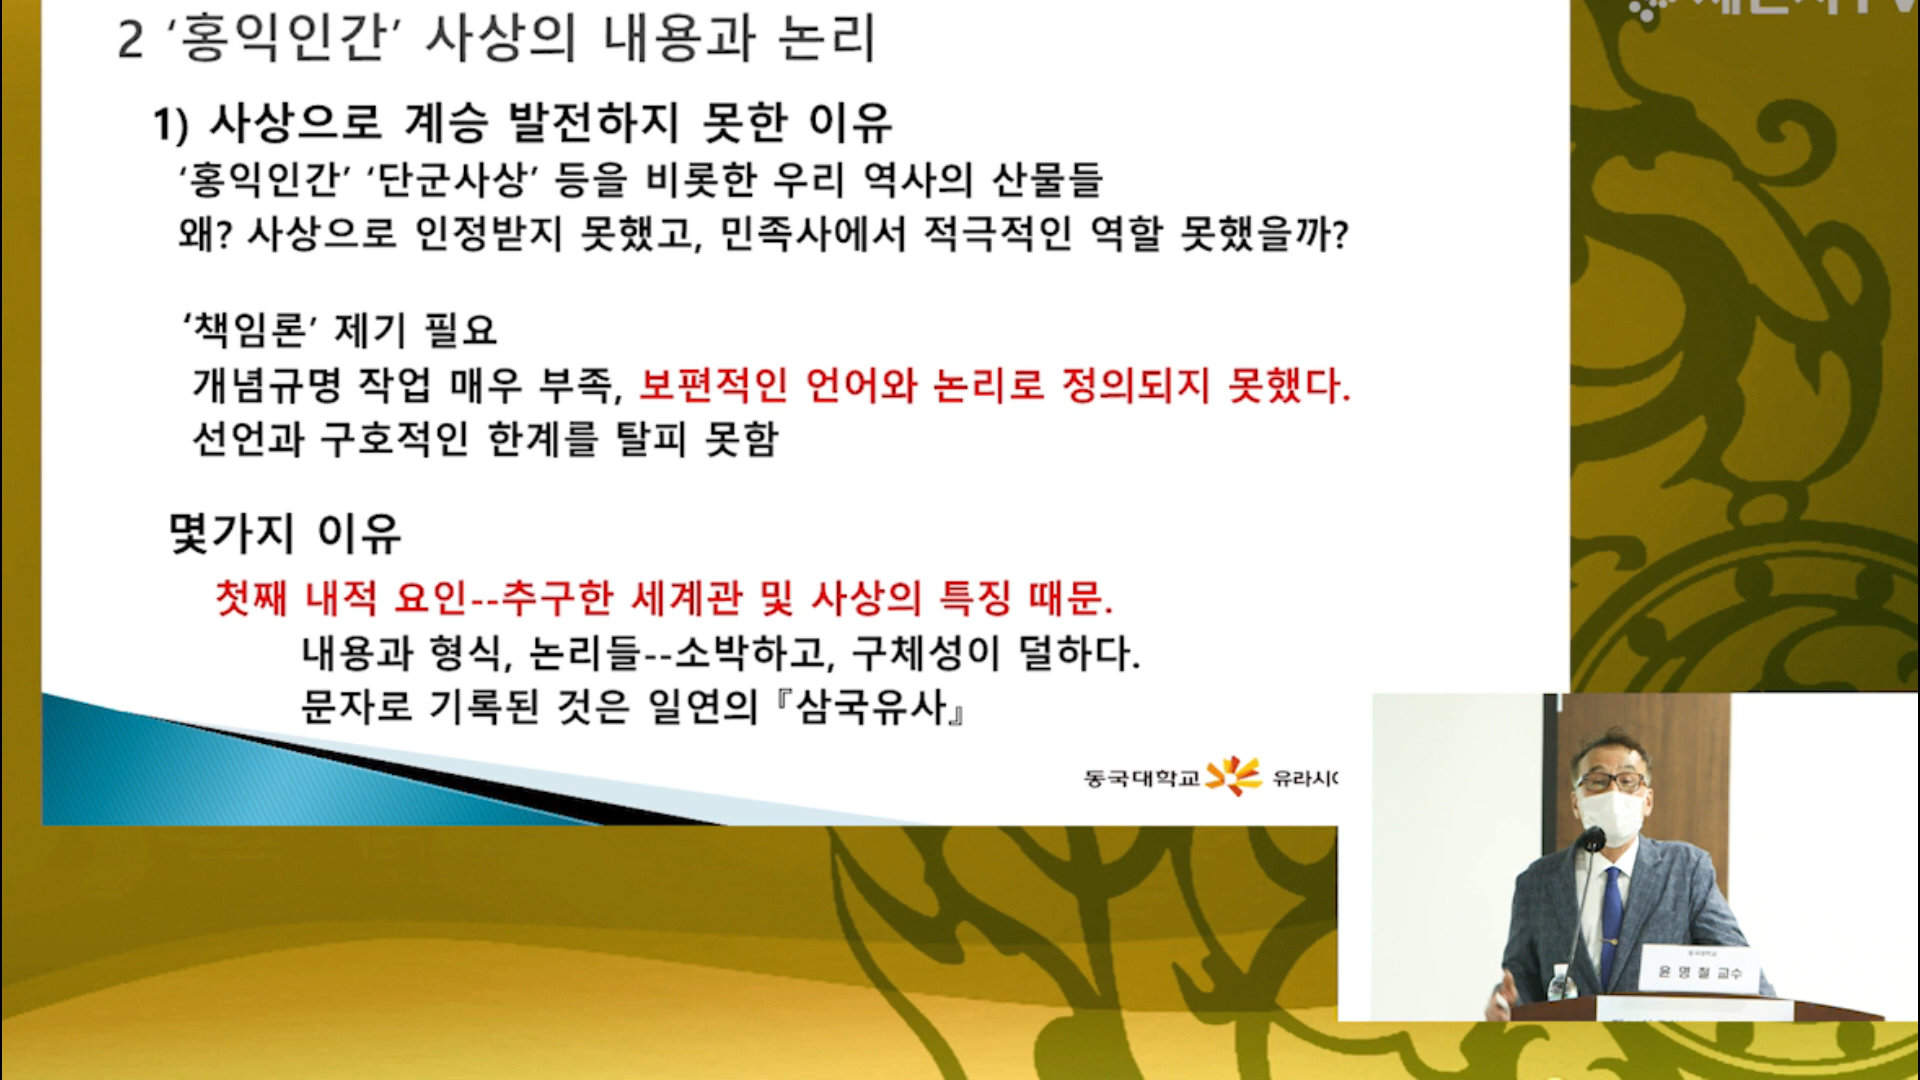 2 ‘홍익인간’ 사상의 내용과 논리
1) 사상으로 계승 발전하지 못한 이유
‘홍익인간’ ‘단군사상’ 등을 비롯한 우리 역사의 산물들
왜? 사상으로 인정받지 못했고, 민족사에서 적극적인 역할 못했을까?
‘책임론’ 제기 필요
개념규명 작업 매우 부족, 보편적인 언어와 논리로 정의되지 못했다.
선언과 구호적인 한계를 탈피 못함
몇가지 이유
첫째 내적 요인--추구한 세계관 및 사상의 특징 때문.
내용과 형식, 논리들--소박하고, 구체성이 덜하다.
문자로 기록된 것은 일연의 『삼국유사』
동국대학교 유라시아
동국대학교
윤 명 철 교수